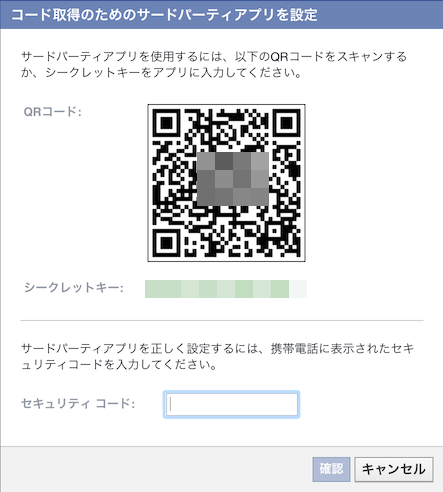 コード取得のためのサードパーティアプリを設定
サードパーティアプリを使用するには、以下のQRコードをスキャンする
か、シークレットキーをアプリに入力してください。
QRコード:
シークレットキー:
サードパーティアプリを正しく設定するには、携帯電話に表示されたセキ
ュリティコードを入力してください。
セキュリティ コード:
確認 キャンセル